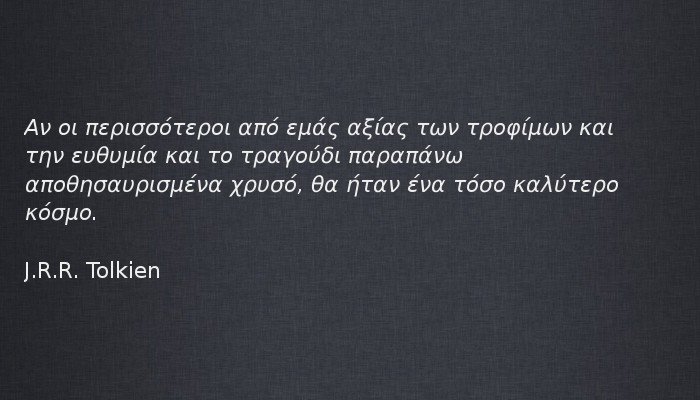 Αν οι περισσότεροι από εμάς αξίας των τροφίμων και
την ευθυμία και το τραγούδι παραπάνω
αποθησαυρισμένα χρυσό, θα ήταν ένα τόσο καλύτερο
κόσμο.
J.R.R. Tolkien